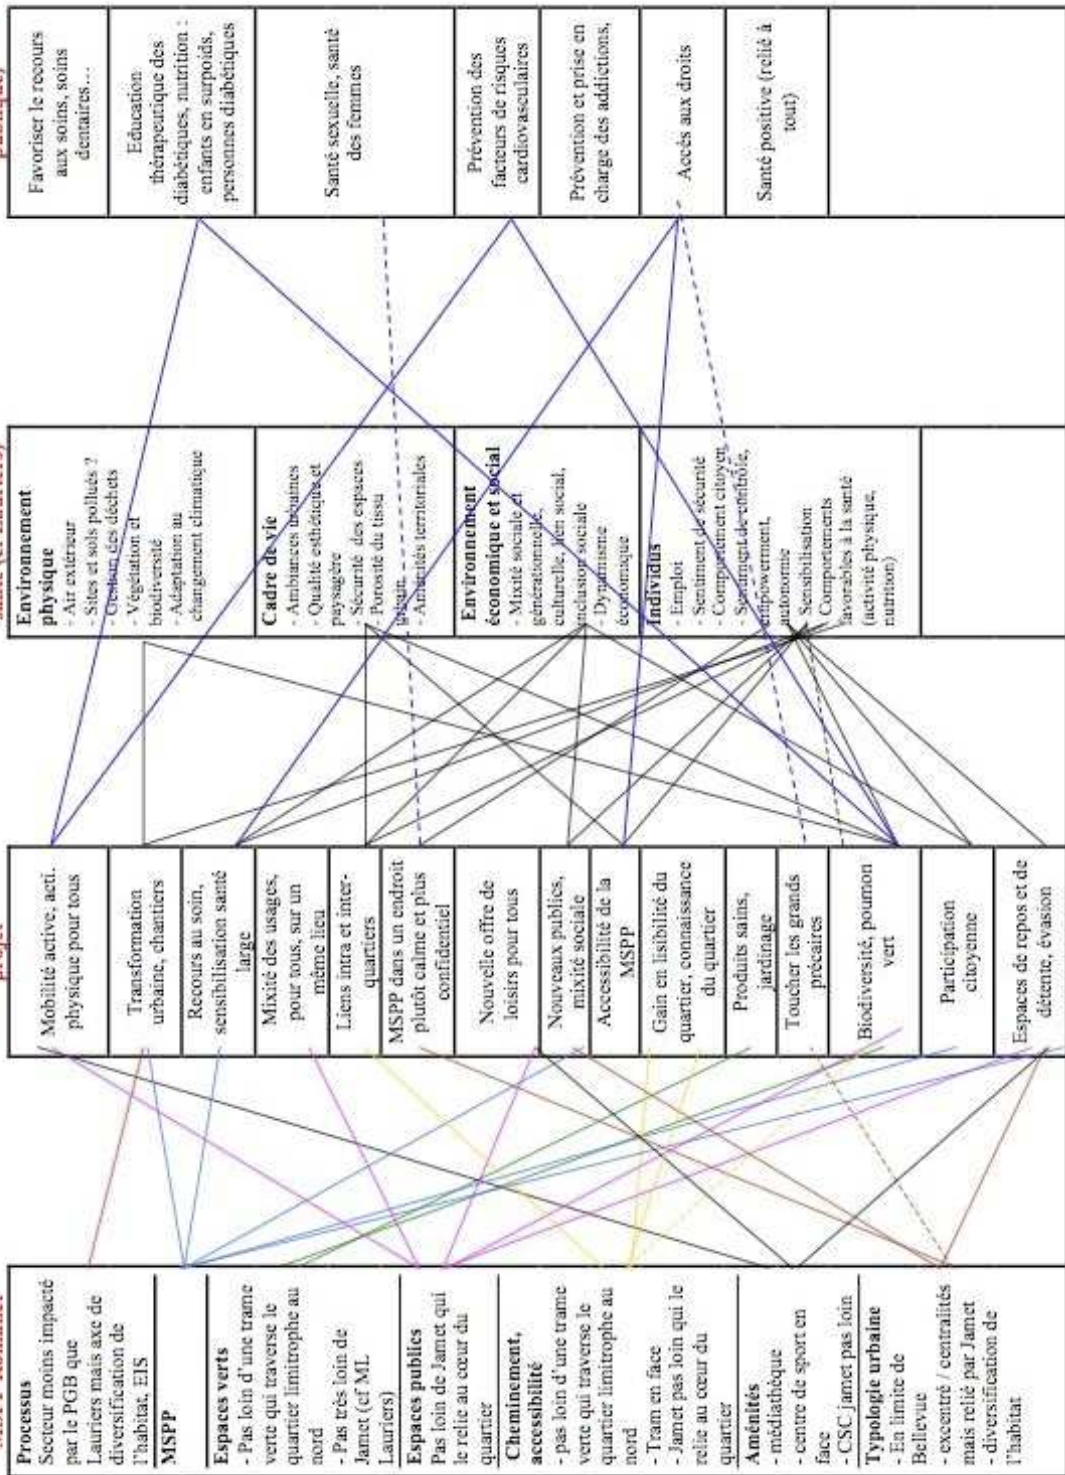 projet
publique)
Processus
Secteur moins impacté
par le PGB que
Lauriers mais axe de
diversification de
l'habitat, EIS
MSPP
Espaces verts
- Pas loin d'une trame
verte qui traverse le
quartier limitrophe au
nord
- Pas très loin de
Jamet (cf ML
Lauriers)
Espaces publics
Pas loin de Jamet qui
le relie au cœur du
quartier
Cheminement,
accessibilité
- pas loin d'une trame
verte qui traverse le
quartier limitrophe au
nord
- Tram en face
- Jamet pas loin qui le
relie au cœur du
quartier
Aménités
- médiathèque
- centre de sport en
face
- CSC jamet pas loin
Typologie urbaine
- En limite de
Bellevue
- excentré / centralités
mais relié par Jamet
- diversification de
l'habitat
Mobilité active, acti.
physique pour tous
Transformation
urbaine, chantiers
Recours au soin,
sensibilisation santé
large
Mixité des usages,
pour tous, sur un
même lieu
Liens intra et inter-
quartiers
MSPP dans un endroit
plutôt calme et plus
confidentiel
Nouvelle offre de
loisirs pour tous
Nouveaux publics,
mixité sociale
Accessibilité de la
MSPP
Gain en lisibilité du
quartier, connaissance
du quartier
Produits sains,
jardinage
Toucher les grands
précaires
Biodiversité, poumon
vert
Participation
citoyenne
Espaces de repos et de
détente, évasion
Environnement
physique
- Air extérieur
- Sites et sols pollués ?
- Gestion des déchets
- Végétation et
biodiversité
- Adaptation au
changement climatique
Cadre de vie
- Ambiances urbaines
- Qualité esthétique et
paysagère
- Sécurité des espaces
- Porosité du tissu
urbain
- Aménités territoriales
Environnement
économique et social
- Mixité sociale et
générationnelle,
culturelle, lien social,
inclusion sociale
- Dynamisme
économique
Individus
- Emploi
- Sentiment de sécurité
- Comportement citoyen
- Sentiment de contrôle,
empowerment,
autonomie
- Sensibilisation
- Comportements
favorables à la santé
(activité physique,
nutrition)
Favoriser le recours
aux soins, soins
dentaires…
Education
thérapeutique des
diabétiques, nutrition :
enfants en surpoids,
personnes diabétiques
Santé sexuelle, santé
des femmes
Prévention des
facteurs de risques
cardiovasculaires
Prévention et prise en
charge des addictions,
Accès aux droits
Santé positive (relié à
tout)